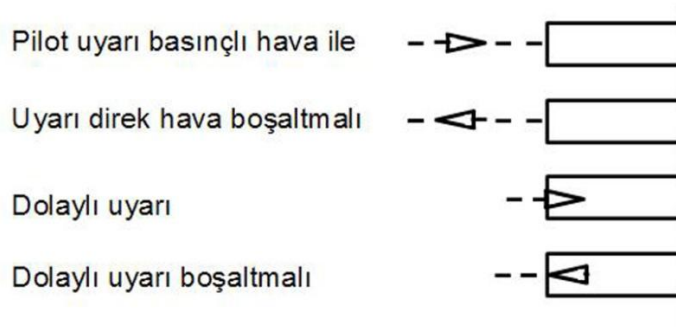 Pilot uyarı basınçlı hava ile
Uyarı direk hava boşaltmalı
Dolaylı uyarı
Dolaylı uyarı boşaltmalı